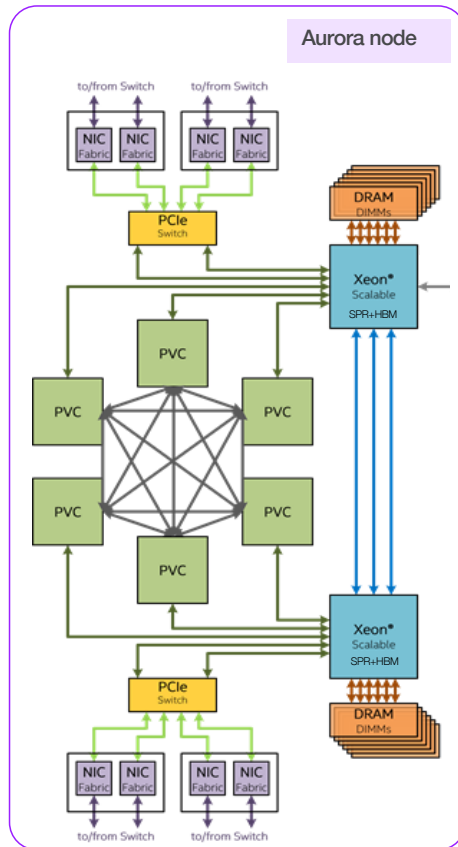 Aurora node
to/from Switch
to/from Switch
NIC
Fabric
NIC
Fabric
NIC
Fabric
NIC
Fabric
PCIe
Switch
DRAM
DIMMs
Xeon®
Scalable
SPR+HBM
PVC
PVC
PVC
PVC
PVC
PVC
Xeon®
Scalable
SPR+HBM
PCIe
Switch
DRAM
DIMMs
NIC
Fabric
NIC
Fabric
NIC
Fabric
NIC
Fabric
to/from Switch
to/from Switch